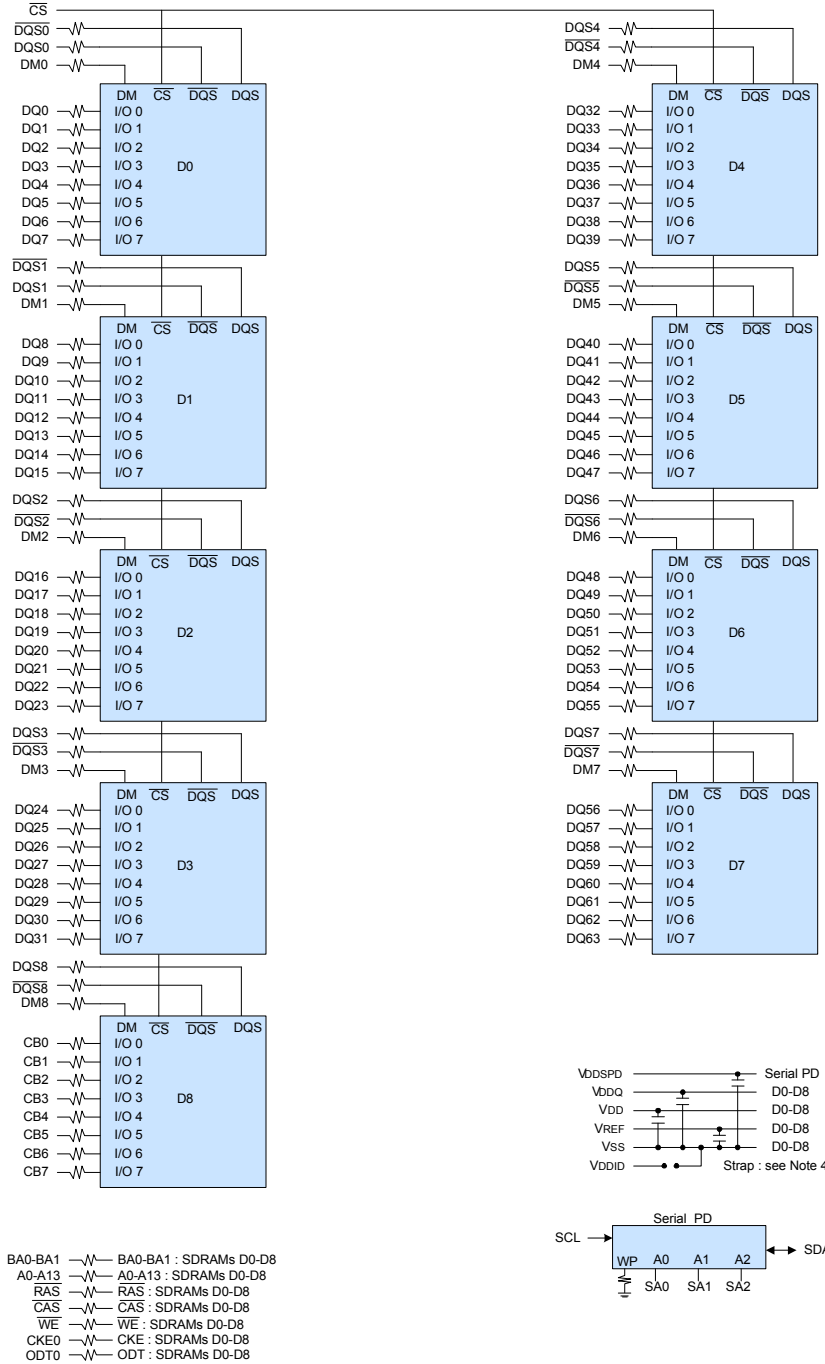 CS
DQS0
DQS0
DM0
DM CS DQS DQS
DQ0 I/O 0
DQ1 I/O 1
DQ2 I/O 2
DQ3 I/O 3 D0
DQ4 I/O 4
DQ5 I/O 5
DQ6 I/O 6
DQ7 I/O 7
DQS1
DQS1
DM1
DM CS DQS DQS
DQ8 I/O 0
DQ9 I/O 1
DQ10 I/O 2
DQ11 I/O 3 D1
DQ12 I/O 4
DQ13 I/O 5
DQ14 I/O 6
DQ15 I/O 7
DQS2
DQS2
DM2
DM CS DQS DQS
DQ16 I/O 0
DQ17 I/O 1
DQ18 I/O 2
DQ19 I/O 3 D2
DQ20 I/O 4
DQ21 I/O 5
DQ22 I/O 6
DQ23 I/O 7
DQS3
DQS3
DM3
DM CS DQS DQS
DQ24 I/O 0
DQ25 I/O 1
DQ26 I/O 2
DQ27 I/O 3 D3
DQ28 I/O 4
DQ29 I/O 5
DQ30 I/O 6
DQ31 I/O 7
DQS8
DQS8
DM8
DM CS DQS DQS
CB0 I/O 0
CB1 I/O 1
CB2 I/O 2
CB3 I/O 3 D8
CB4 I/O 4
CB5 I/O 5
CB6 I/O 6
CB7 I/O 7
BA0-BA1 BA0-BA1 : SDRAMs D0-D8
A0-A13 A0-A13 : SDRAMs D0-D8
RAS RAS : SDRAMs D0-D8
CAS CAS : SDRAMs D0-D8
WE WE : SDRAMs D0-D8
CKE0 CKE : SDRAMs D0-D8
ODT0 ODT : SDRAMs D0-D8
DQS4
DQS4
DM4
DM CS DQS DQS
DQ32 I/O 0
DQ33 I/O 1
DQ34 I/O 2
DQ35 I/O 3 D4
DQ36 I/O 4
DQ37 I/O 5
DQ38 I/O 6
DQ39 I/O 7
DQS5
DQS5
DM5
DM CS DQS DQS
DQ40 I/O 0
DQ41 I/O 1
DQ42 I/O 2
DQ43 I/O 3 D5
DQ44 I/O 4
DQ45 I/O 5
DQ46 I/O 6
DQ47 I/O 7
DQS6
DQS6
DM6
DM CS DQS DQS
DQ48 I/O 0
DQ49 I/O 1
DQ50 I/O 2
DQ51 I/O 3 D6
DQ52 I/O 4
DQ53 I/O 5
DQ54 I/O 6
DQ55 I/O 7
DQS7
DQS7
DM7
DM CS DQS DQS
DQ56 I/O 0
DQ57 I/O 1
DQ58 I/O 2
DQ59 I/O 3 D7
DQ60 I/O 4
DQ61 I/O 5
DQ62 I/O 6
DQ63 I/O 7
VDDSPD Serial PD
VDDQ D0-D8
VDD D0-D8
VREF D0-D8
VSS D0-D8
VDDID Strap : see Note 4
Serial PD
SCL SDA
WP A0 A1 A2
SA0 SA1 SA2